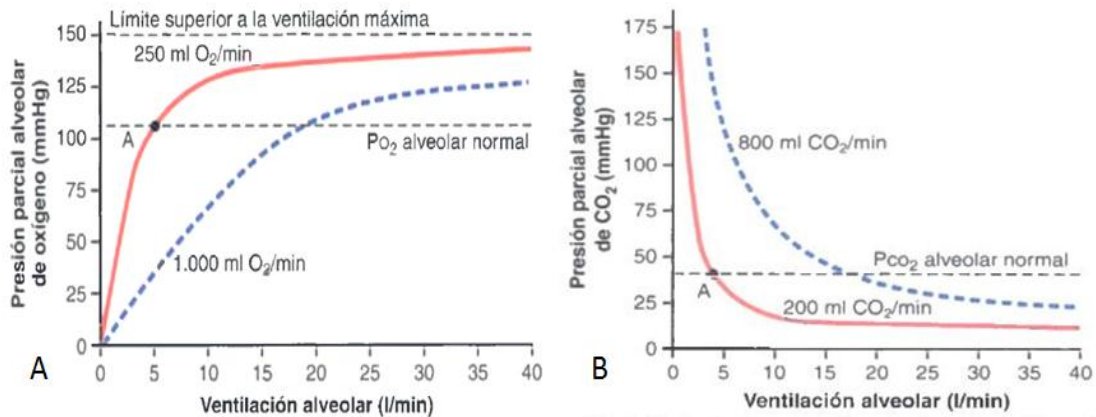 Límite superior a la ventilación máxima
150
250 ml O₂/min
125
100
A
PO₂ alveolar normal
75
50
1.000 ml O₂/min
25
0
0 5 10 15 20 25 30 35 40
Presión parcial alveolar
de oxígeno (mmHg)
Ventilación alveolar (l/min)
A
175
150
125
800 ml CO₂/min
100
75
50
PCO₂ alveolar normal
A
25
200 ml CO₂/min
0
0 5 10 15 20 25 30 35 40
Presión parcial alveolar
de CO₂ (mmHg)
Ventilación alveolar (l/min)
B